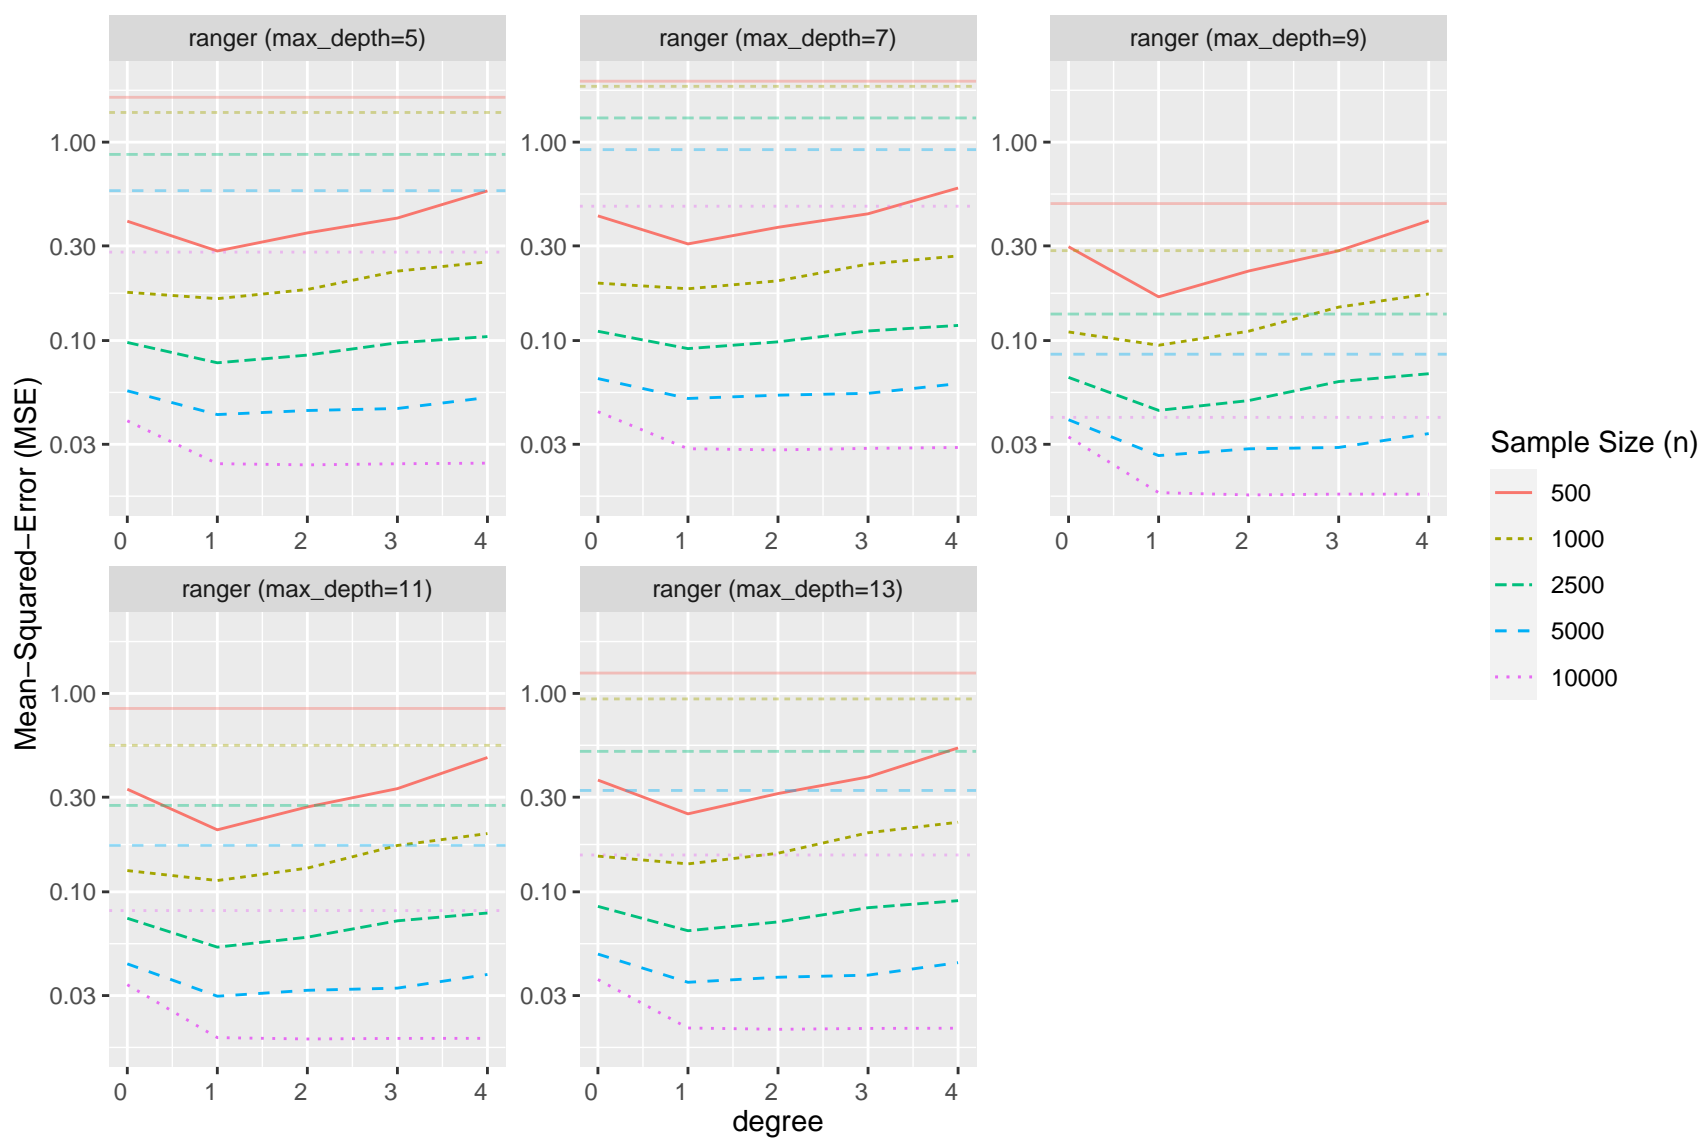 ranger (max_depth=5)
ranger (max_depth=7)
ranger (max_depth=9)
1.00
0.30
0.10
0.03
0 1 2 3 4
1.00
0.30
0.10
0.03
0 1 2 3 4
1.00
0.30
0.10
0.03
0 1 2 3 4
ranger (max_depth=11)
ranger (max_depth=13)
1.00
0.30
0.10
0.03
0 1 2 3 4
1.00
0.30
0.10
0.03
0 1 2 3 4
degree
Mean−Squared−Error (MSE)
Sample Size (n)
500
1000
2500
5000
10000